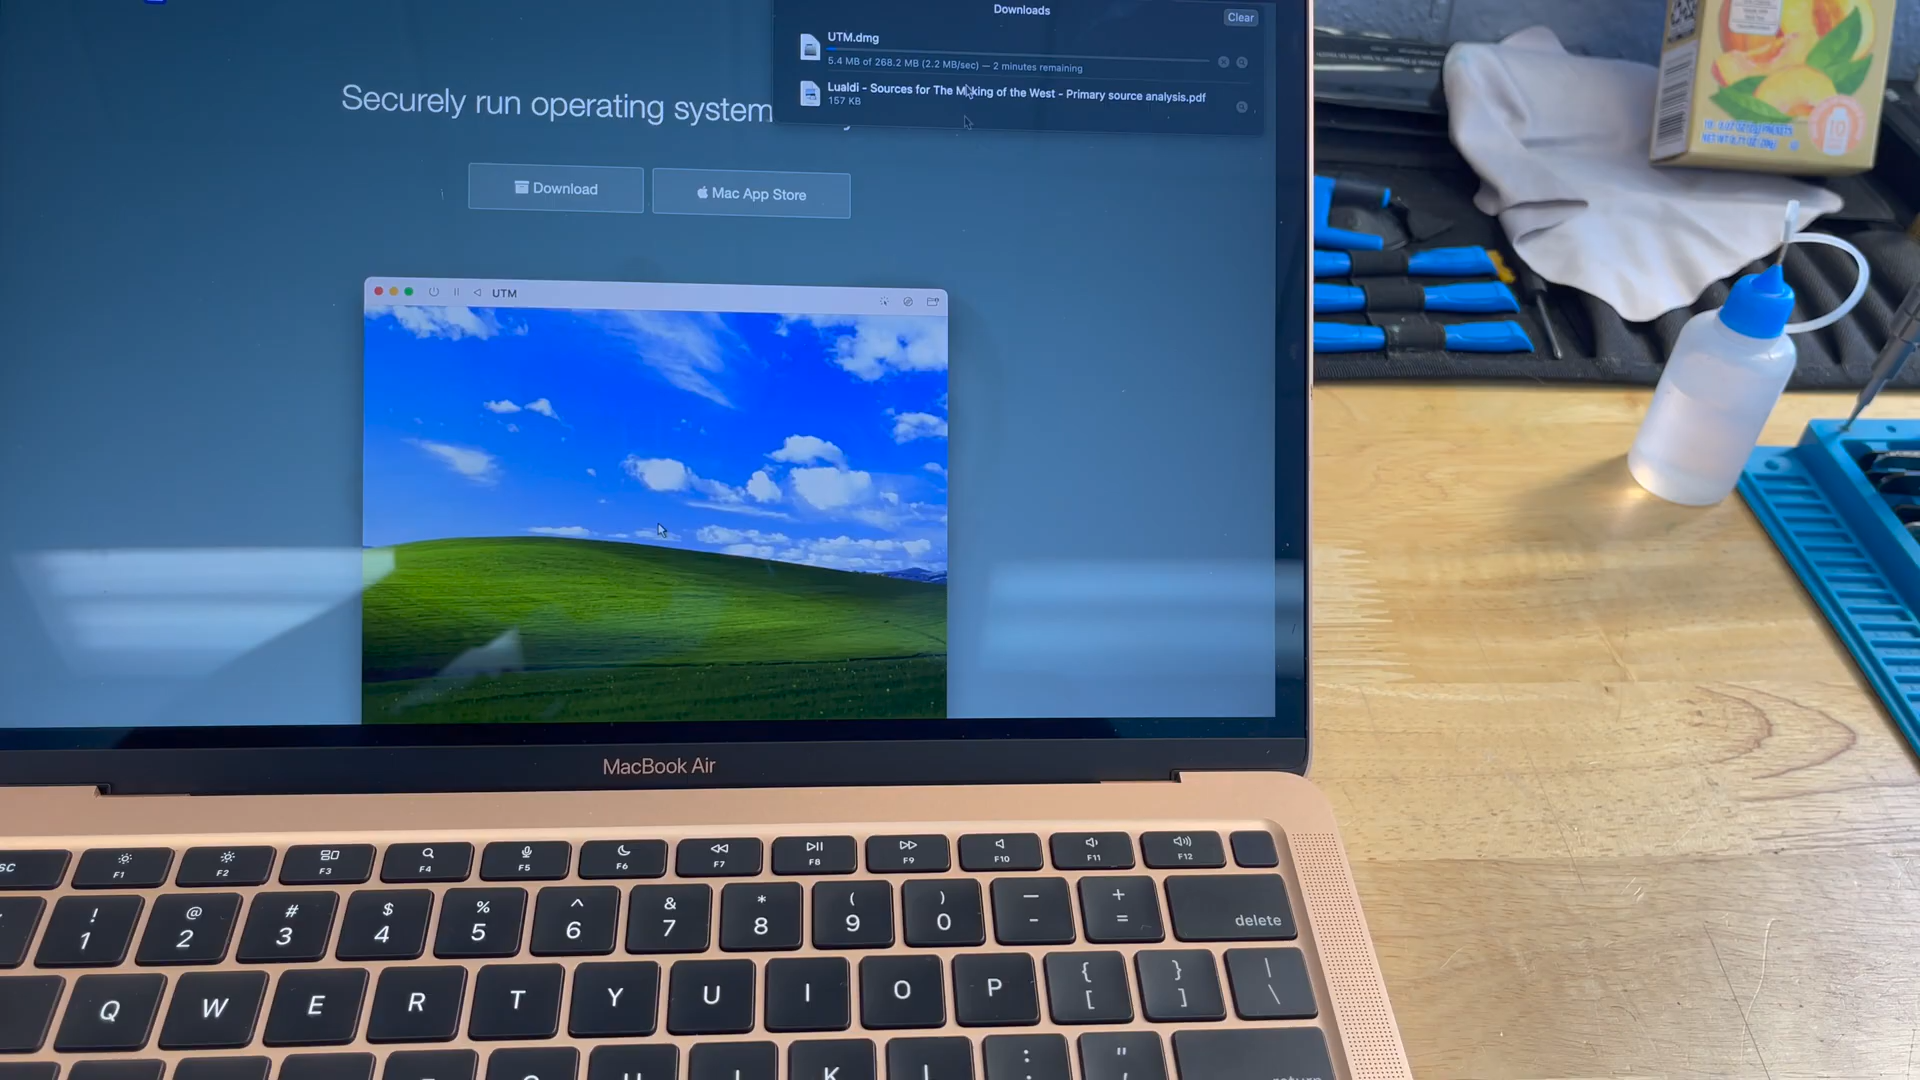 Downloads
Clear
UTM.dmg
5.4 MB of 268.2 MB (2.2 MB/sec) — 2 minutes remaining
Lualdi - Sources for The Making of the West - Primary source analysis.pdf
157 KB
Securely run operating system
Download
Mac App Store
UTM
MacBook Air
F1
F2
F3
F4
F5
F6
F7
F8
F9
F10
F11
F12
! 1
@ 2
# 3
$ 4
% 5
^ 6
& 7
* 8
( 9
) 0
— -
+ =
delete
Q
W
E
R
T
Y
U
I
O
P
{ [
} ]
| \
K
:
"
10